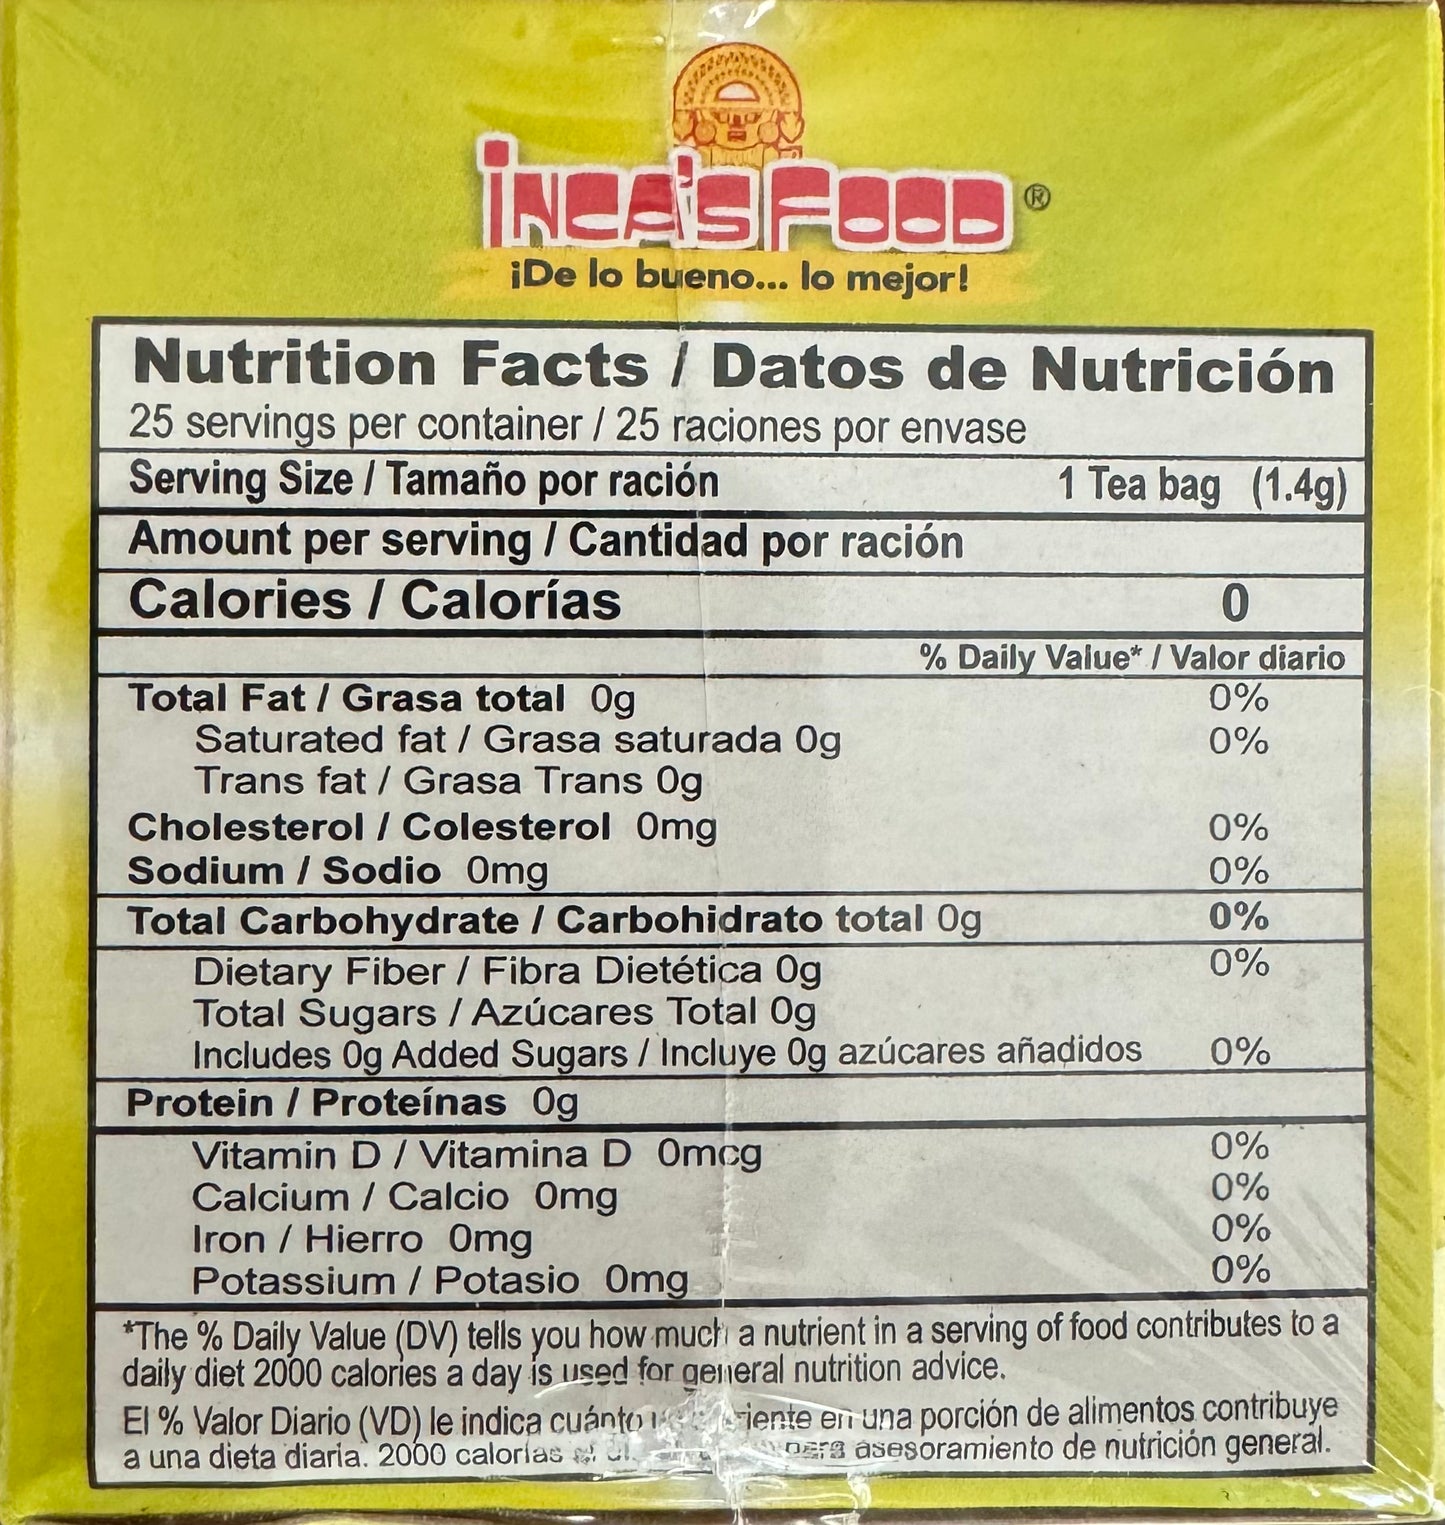 INCA'S FOOD ®
¡De lo bueno... lo mejor!
Nutrition Facts / Datos de Nutrición
25 servings per container / 25 raciones por envase
Serving Size / Tamaño por ración 1 Tea bag (1.4g)
Amount per serving / Cantidad por ración
Calories / Calorías 0
% Daily Value* / Valor diario
Total Fat / Grasa total 0g 0%
Saturated fat / Grasa saturada 0g 0%
Trans fat / Grasa Trans 0g
Cholesterol / Colesterol 0mg 0%
Sodium / Sodio 0mg 0%
Total Carbohydrate / Carbohidrato total 0g 0%
Dietary Fiber / Fibra Dietética 0g 0%
Total Sugars / Azúcares Total 0g
Includes 0g Added Sugars / Incluye 0g azúcares añadidos 0%
Protein / Proteínas 0g
Vitamin D / Vitamina D 0mcg 0%
Calcium / Calcio 0mg 0%
Iron / Hierro 0mg 0%
Potassium / Potasio 0mg 0%
*The % Daily Value (DV) tells you how much a nutrient in a serving of food contributes to a
daily diet 2000 calories a day is used for general nutrition advice.
El % Valor Diario (VD) le indica cuánto en una porción de alimentos contribuye
a una dieta diaria. 2000 calorías para asesoramiento de nutrición general.